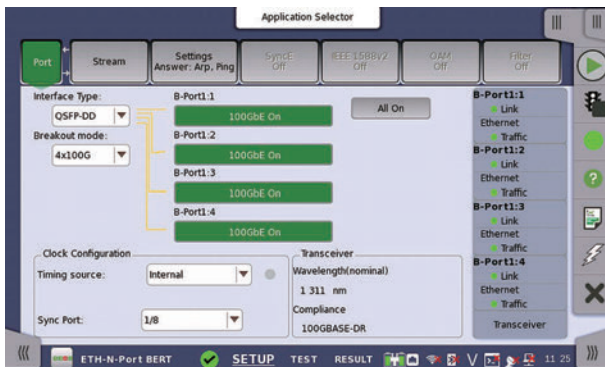 Application Selector
Port
Stream
Settings
Answer: Arp, Ping
SyncE
Off
IEEE 1588v2
Off
OAM
Off
Filter
Off
Interface Type:
QSFP-DD
Breakout mode:
4x100G
B-Port1:1
100GbE On
B-Port1:2
100GbE On
B-Port1:3
100GbE On
B-Port1:4
100GbE On
All On
B-Port1:1
Link
Ethernet
Traffic
B-Port1:2
Link
Ethernet
Traffic
B-Port1:3
Link
Ethernet
Traffic
B-Port1:4
Link
Ethernet
Traffic
Transceiver
Clock Configuration
Timing source:
Internal
Sync Port:
1/8
Transceiver
Wavelength(nominal)
1 311 nm
Compliance
100GBASE-DR
ETH-N-Port BERT
SETUP
TEST
RESULT
V
11 25